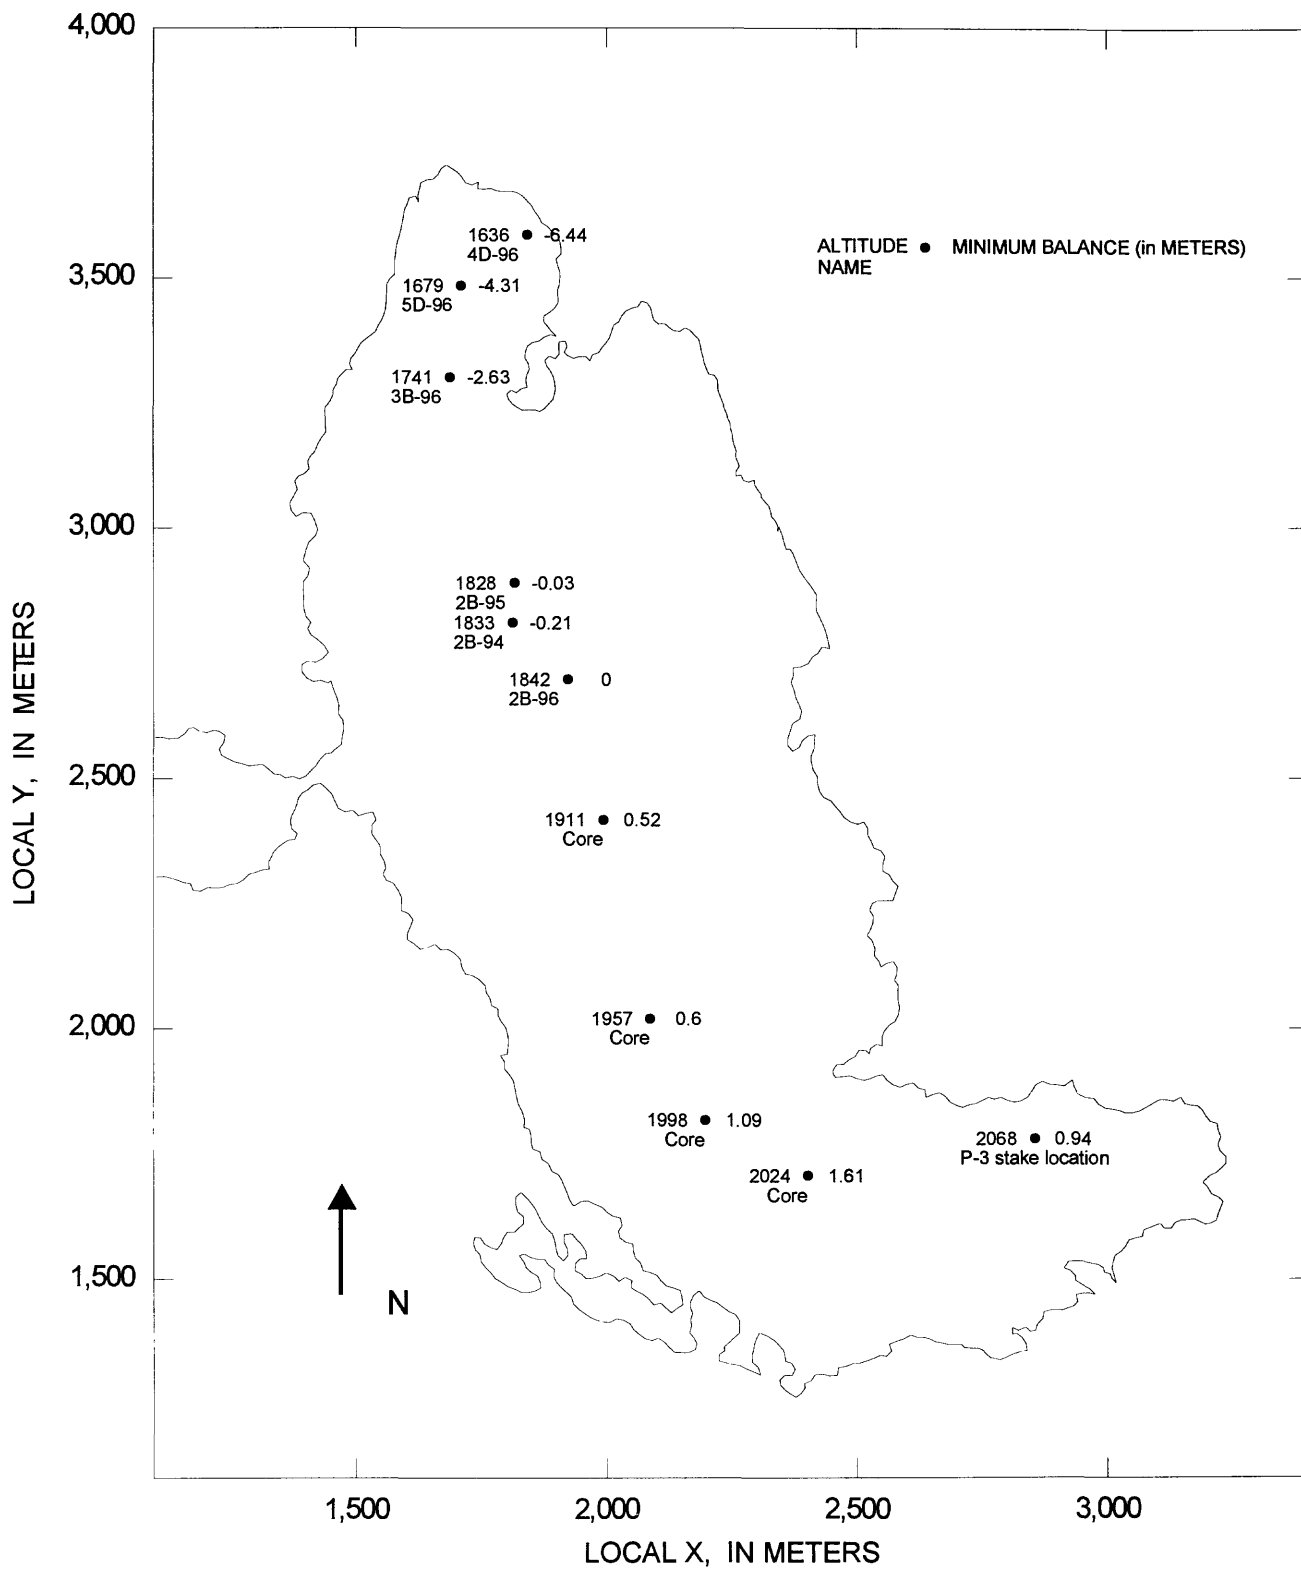 4,000
3,500
3,000
2,500
2,000
1,500
LOCAL Y, IN METERS
ALTITUDE MINIMUM BALANCE (in METERS)
NAME
1636 -6.44
4D-96
1679 -4.31
5D-96
1741 -2.63
3B-96
1828 -0.03
2B-95
1833 -0.21
2B-94
1842 0
2B-96
1911 0.52
Core
1957 0.6
Core
1998 1.09
Core
2024 1.61
Core
2068 0.94
P-3 stake location
N
1,500 2,000 2,500 3,000
LOCAL X, IN METERS